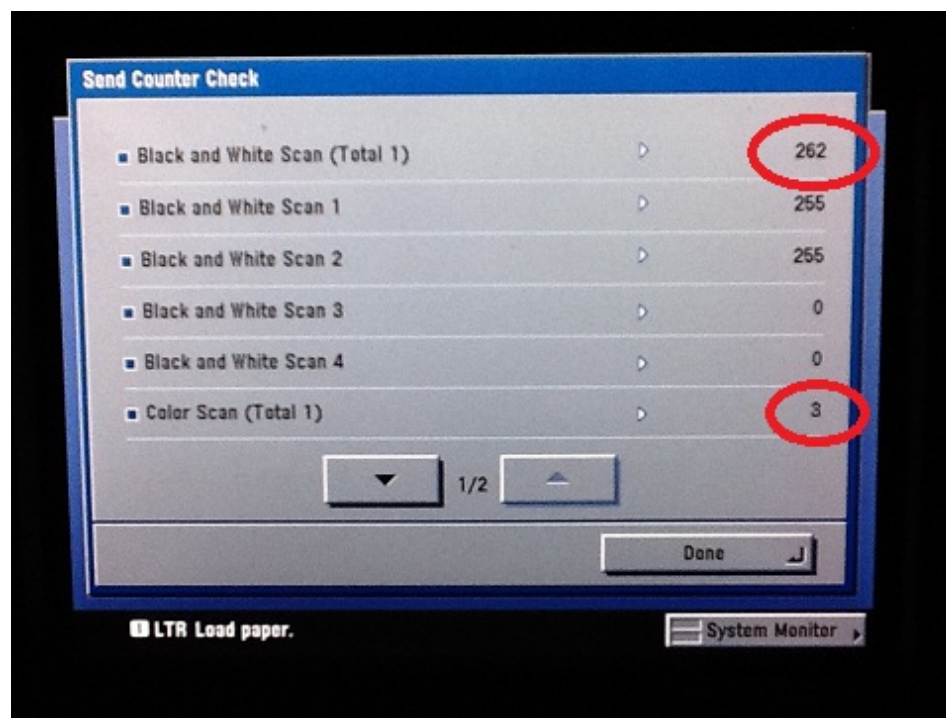 Send Counter Check
Black and White Scan (Total 1) 262
Black and White Scan 1 255
Black and White Scan 2 255
Black and White Scan 3 0
Black and White Scan 4 0
Color Scan (Total 1) 3
1/2
Done
LTR Load paper.
System Monitor